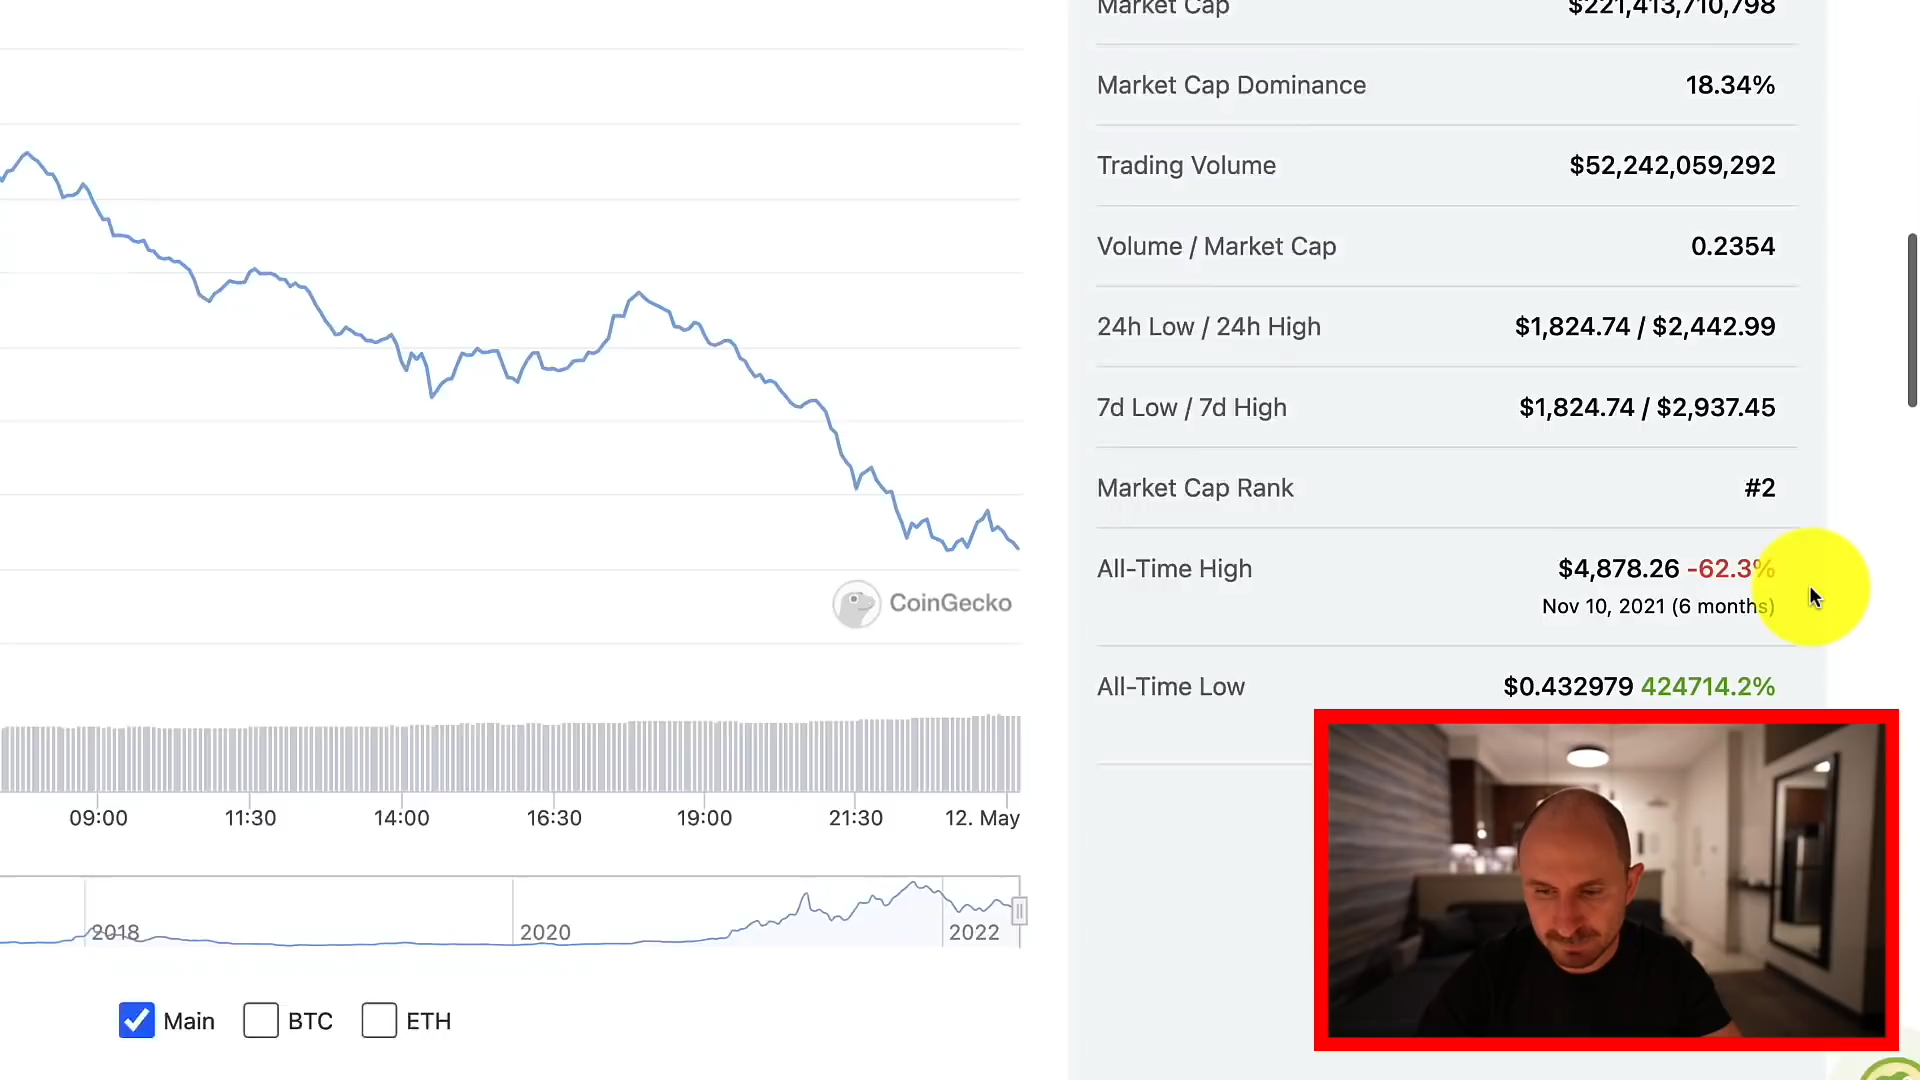 Market Cap $221,413,710,798
Market Cap Dominance 18.34%
Trading Volume $52,242,059,292
Volume / Market Cap 0.2354
24h Low / 24h High $1,824.74 / $2,442.99
7d Low / 7d High $1,824.74 / $2,937.45
Market Cap Rank #2
All-Time High $4,878.26 -62.3%
Nov 10, 2021 (6 months)
All-Time Low $0.432979 424714.2%
CoinGecko
09:00 11:30 14:00 16:30 19:00 21:30 12. May
2018 2020 2022
Main BTC ETH